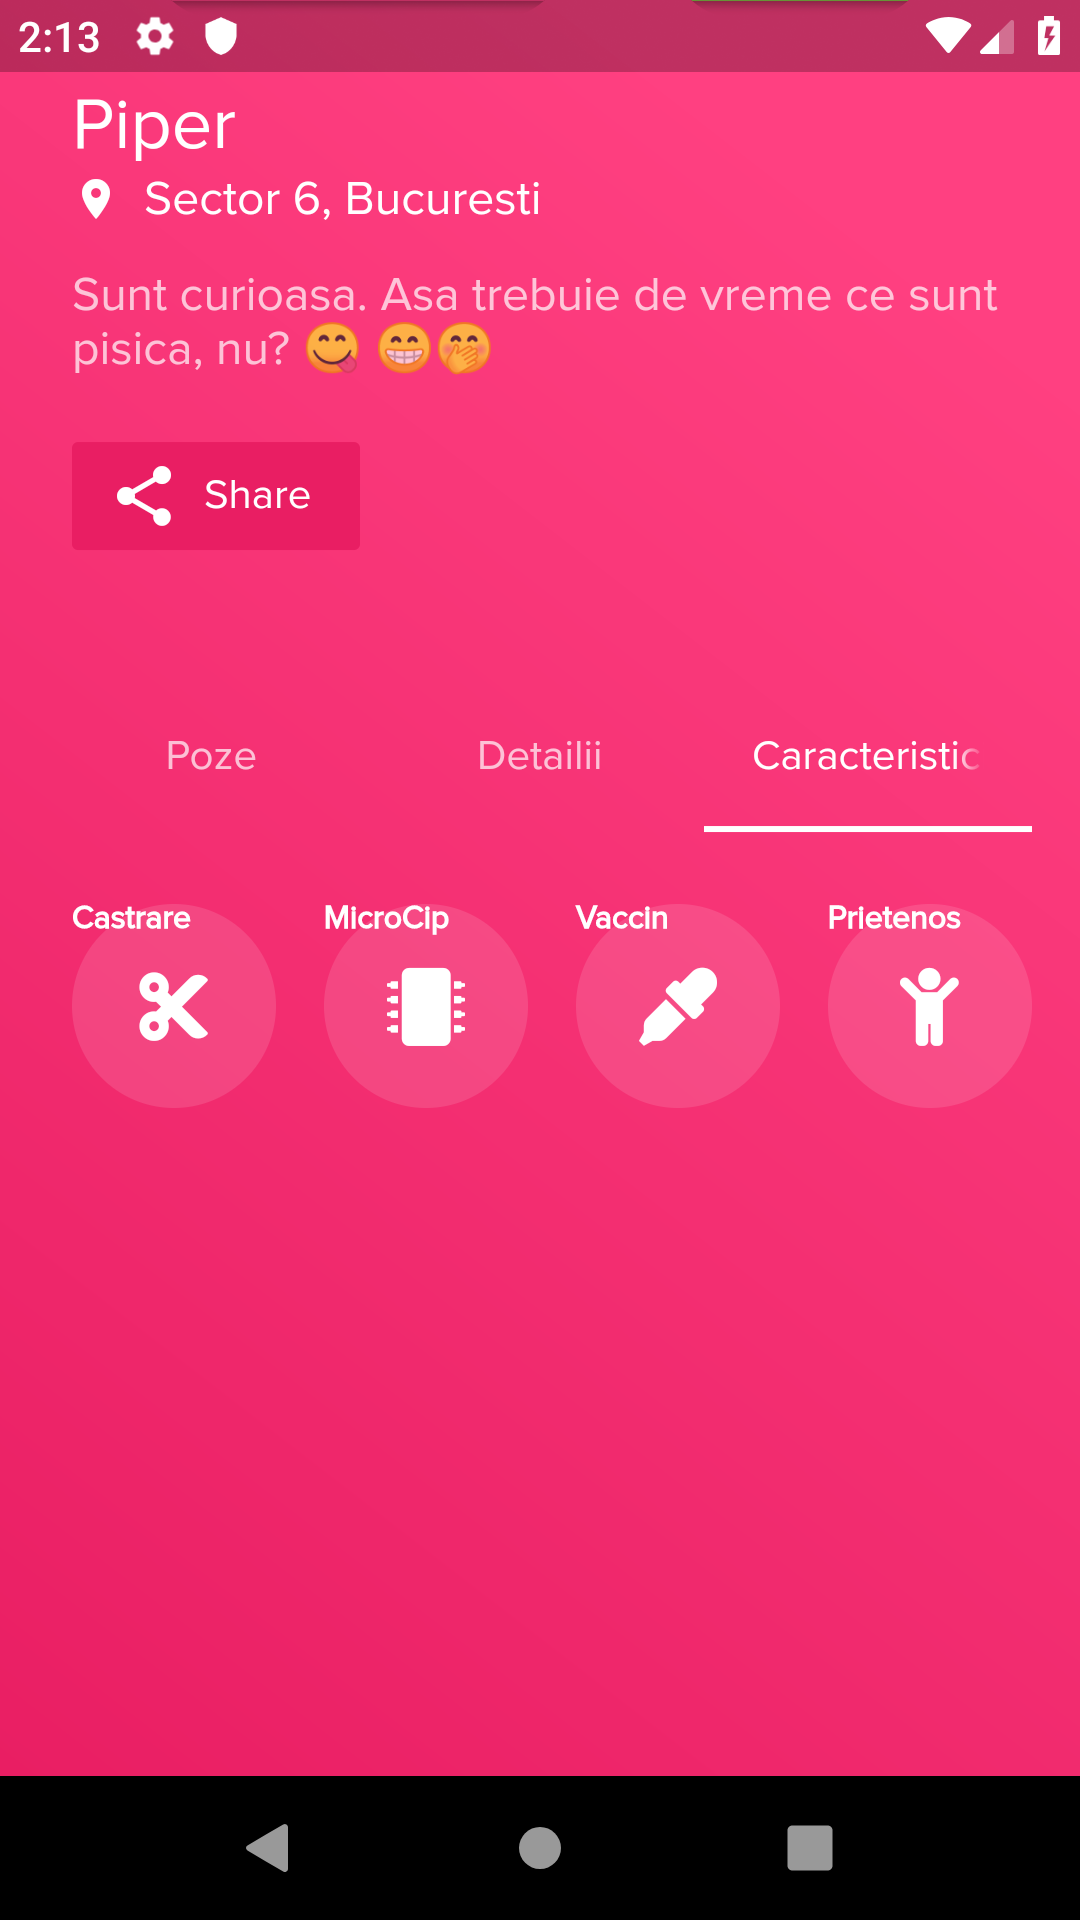 2:13
Piper
Sector 6, Bucuresti
Sunt curioasa. Asa trebuie de vreme ce sunt
pisica, nu? 😋 😁🤭
Share
Poze Detailii Caracteristic
Castrare MicroCip Vaccin Prietenos